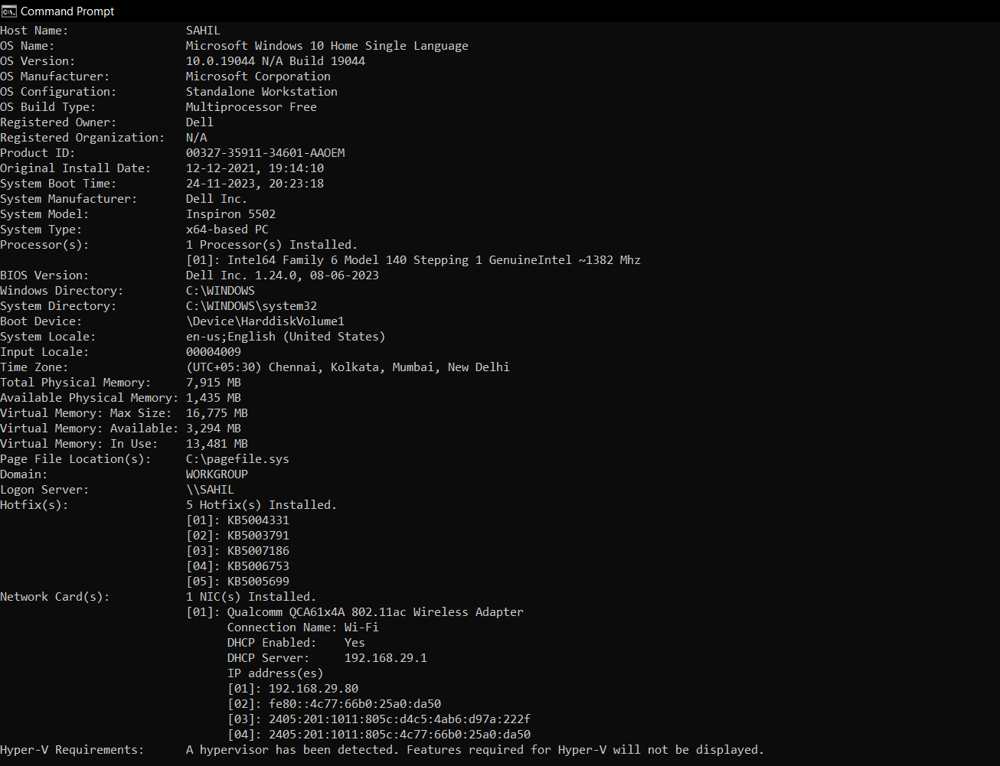 Command Prompt
Host Name:                 SAHIL
OS Name:                   Microsoft Windows 10 Home Single Language
OS Version:                10.0.19044 N/A Build 19044
OS Manufacturer:           Microsoft Corporation
OS Configuration:          Standalone Workstation
OS Build Type:             Multiprocessor Free
Registered Owner:          Dell
Registered Organization:   N/A
Product ID:                00327-35911-34601-AAOEM
Original Install Date:     12-12-2021, 19:14:10
System Boot Time:          24-11-2023, 20:23:18
System Manufacturer:       Dell Inc.
System Model:              Inspiron 5502
System Type:               x64-based PC
Processor(s):              1 Processor(s) Installed.
                           [01]: Intel64 Family 6 Model 140 Stepping 1 GenuineIntel ~1382 Mhz
BIOS Version:              Dell Inc. 1.24.0, 08-06-2023
Windows Directory:         C:\WINDOWS
System Directory:          C:\WINDOWS\system32
Boot Device:               \Device\HarddiskVolume1
System Locale:             en-us;English (United States)
Input Locale:              00004009
Time Zone:                 (UTC+05:30) Chennai, Kolkata, Mumbai, New Delhi
Total Physical Memory:     7,915 MB
Available Physical Memory: 1,435 MB
Virtual Memory: Max Size:  16,775 MB
Virtual Memory: Available: 3,294 MB
Virtual Memory: In Use:    13,481 MB
Page File Location(s):     C:\pagefile.sys
Domain:                    WORKGROUP
Logon Server:              \\SAHIL
Hotfix(s):                 5 Hotfix(s) Installed.
                           [01]: KB5004331
                           [02]: KB5003791
                           [03]: KB5007186
                           [04]: KB5006753
                           [05]: KB5005699
Network Card(s):           1 NIC(s) Installed.
                           [01]: Qualcomm QCA61x4A 802.11ac Wireless Adapter
                                 Connection Name: Wi-Fi
                                 DHCP Enabled:    Yes
                                 DHCP Server:     192.168.29.1
                                 IP address(es)
                                 [01]: 192.168.29.80
                                 [02]: fe80::4c77:66b0:25a0:da50
                                 [03]: 2405:201:1011:805c:d4c5:4ab6:d97a:222f
                                 [04]: 2405:201:1011:805c:4c77:66b0:25a0:da50
Hyper-V Requirements:      A hypervisor has been detected. Features required for Hyper-V will not be displayed.